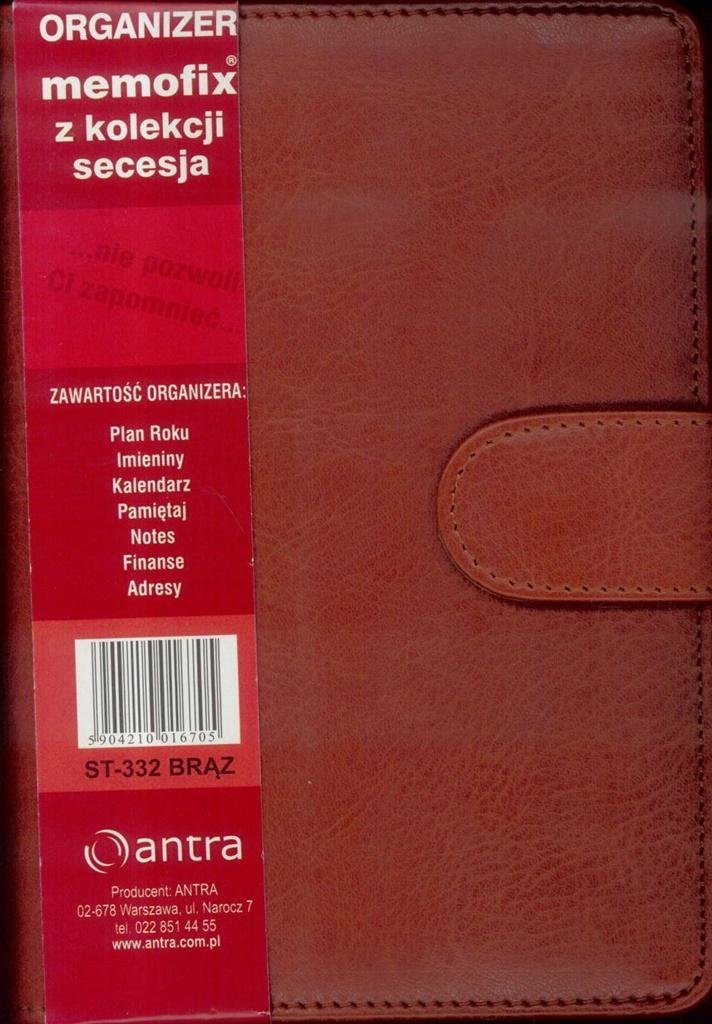 ORGANIZER
memofix®
z kolekcji
secesja
...nie pozwoli
Ci zapomnieć...
ZAWARTOŚĆ ORGANIZERA:
Plan Roku
Imieniny
Kalendarz
Pamiętaj
Notes
Finanse
Adresy
5904210016705
ST-332 BRĄZ
antra
Producent: ANTRA
02-678 Warszawa, ul. Narocz 7
tel. 022 851 44 55
www.antra.com.pl